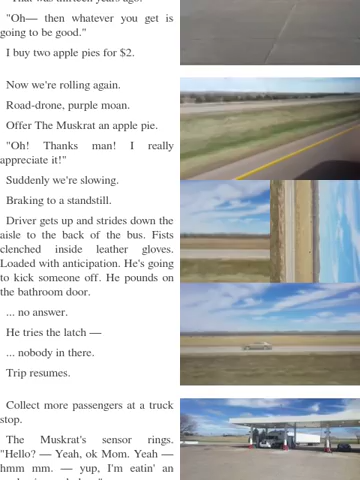 "Oh— then whatever you get is
going to be good."
I buy two apple pies for $2.
Now we're rolling again.
Road-drone, purple moan.
Offer The Muskrat an apple pie.
"Oh! Thanks man! I really
appreciate it!"
Suddenly we're slowing.
Braking to a standstill.
Driver gets up and strides down the
aisle to the back of the bus. Fists
clenched inside leather gloves.
Loaded with anticipation. He's going
to kick someone off. He pounds on
the bathroom door.
... no answer.
He tries the latch —
... nobody in there.
Trip resumes.
Collect more passengers at a truck
stop.
The Muskrat's sensor rings.
"Hello? — Yeah, ok Mom. Yeah —
hmm mm. — yup, I'm eatin' an